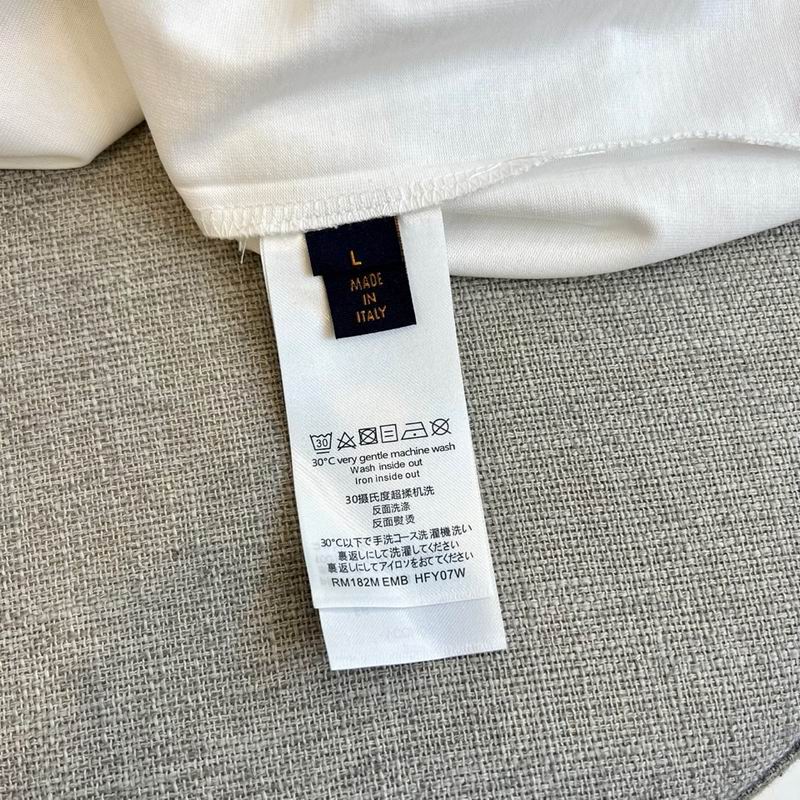 L
MADE
IN
ITALY
30
30°C very gentle machine wash
Wash inside out
Iron inside out
30摄氏度超揉机洗
反面洗涤
反面熨烫
30°C以下で手洗コース洗濯機洗い
裏返しにして洗濯してください
裏返しにしてアイロンをおてください
RM182M EMB HFY07W